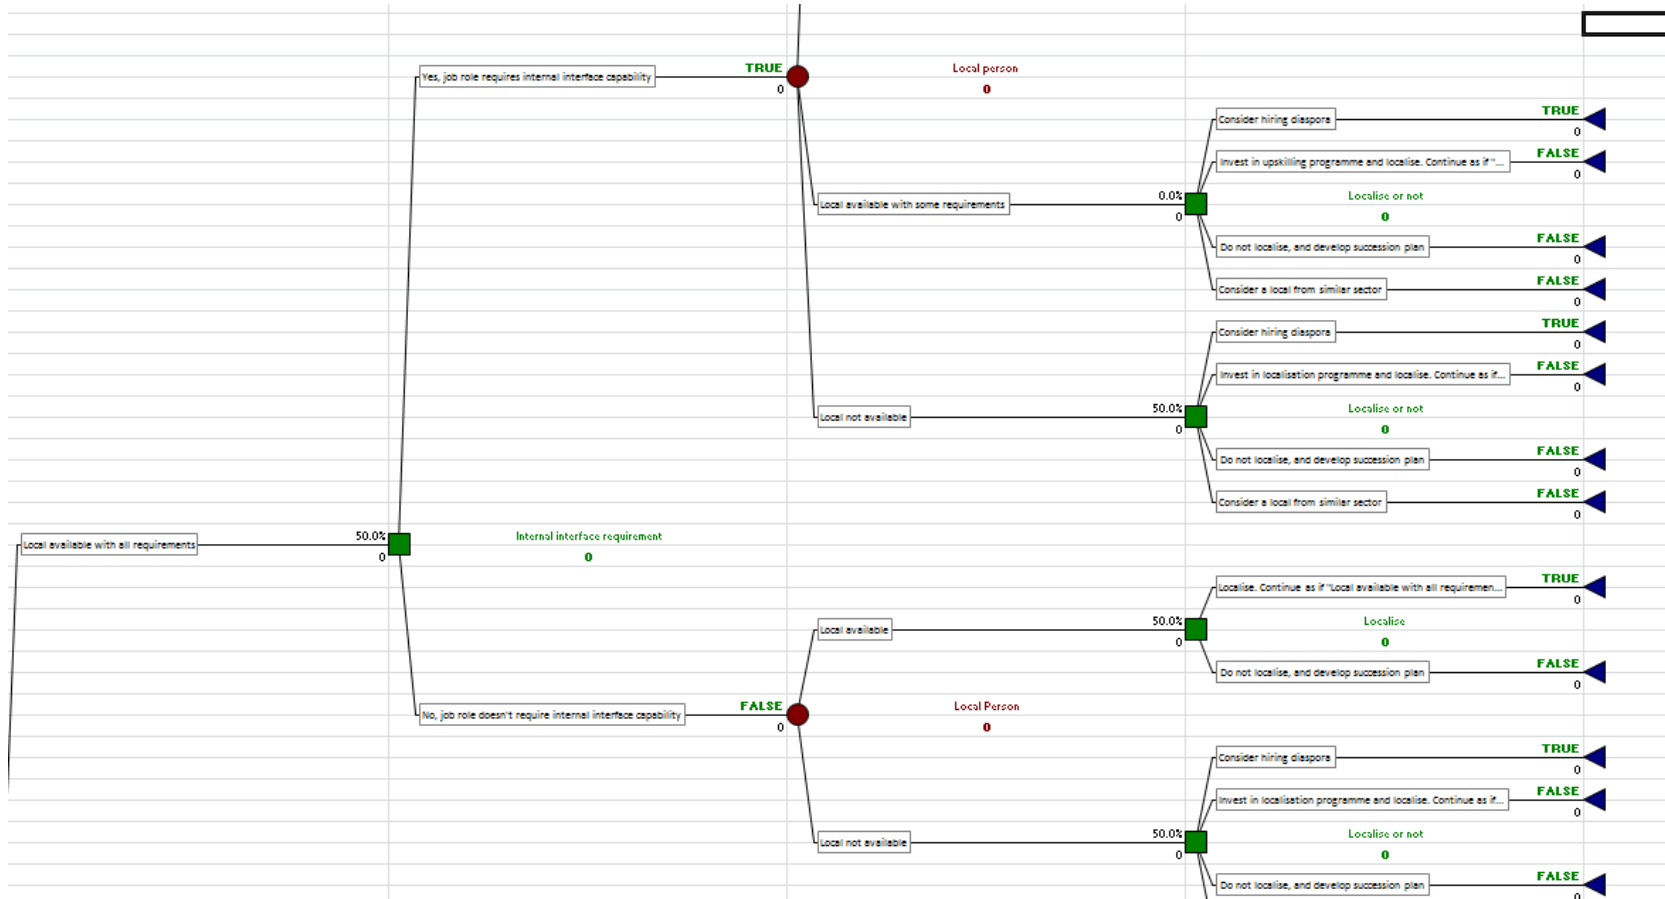 TRUE
Yes, job role requires internal interface capability
0
Local person
0
TRUE
Consider hiring diaspora
0
FALSE
Invest in upskilling programme and localise. Continue as if "...
0
0.0%
Local available with some requirements
0
Localise or not
0
FALSE
Do not localise, and develop succession plan
0
FALSE
Consider a local from similar sector
0
TRUE
Consider hiring diaspora
0
FALSE
Invest in localisation programme and localise. Continue as if...
0
50.0%
Local not available
0
Localise or not
0
FALSE
Do not localise, and develop succession plan
0
FALSE
Consider a local from similar sector
0
50.0%
Local available with all requirements
0
Internal interface requirement
0
TRUE
Localise. Continue as if "Local available with all requiremen...
0
50.0%
Local available
0
Localise
0
FALSE
Do not localise, and develop succession plan
0
FALSE
No, job role doesn't require internal interface capability
0
Local Person
0
TRUE
Consider hiring diaspora
0
FALSE
Invest in localisation programme and localise. Continue as if...
0
50.0%
Local not available
0
Localise or not
0
FALSE
Do not localise, and develop succession plan
0